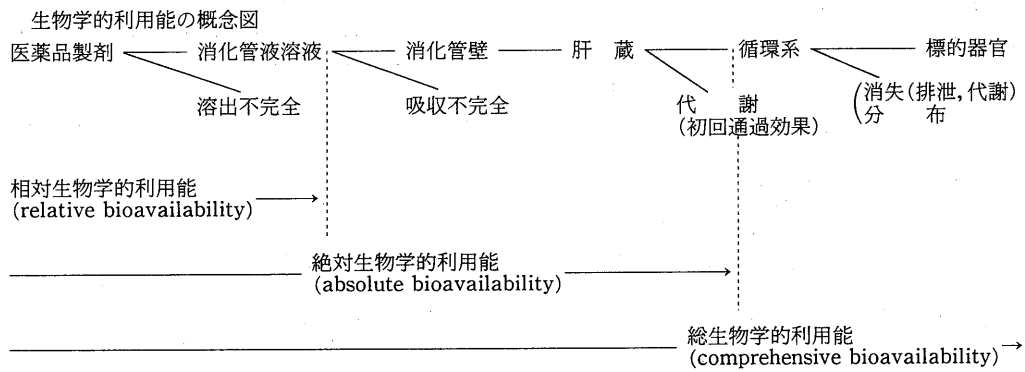 生物学的利用能の概念図
医薬品製剤 消化管液溶液 消化管壁 肝 蔵 循環系 標的器官
溶出不完全 吸収不完全 代 謝 (消失(排泄,代謝)
(初回通過効果) 分 布
相対生物学的利用能
(relative bioavailability)
絶対生物学的利用能
(absolute bioavailability)
総生物学的利用能
(comprehensive bioavailability)